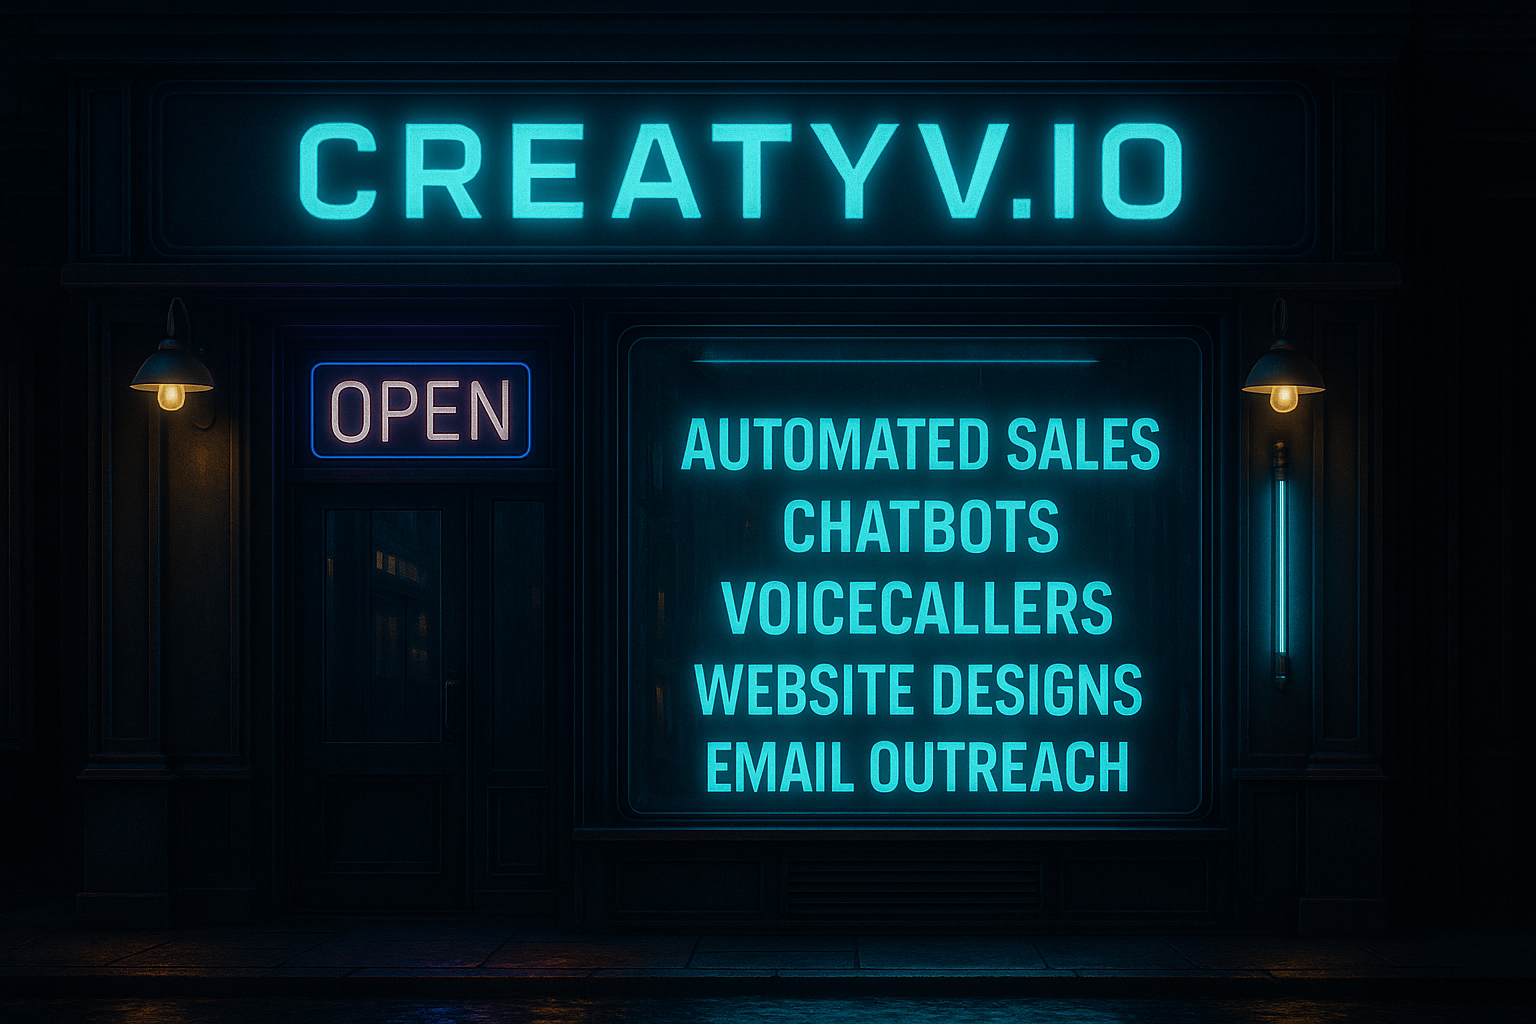 CREATYV.IO
OPEN
AUTOMATED SALES
CHATBOTS
VOICECALLERS
WEBSITE DESIGNS
EMAIL OUTREACH